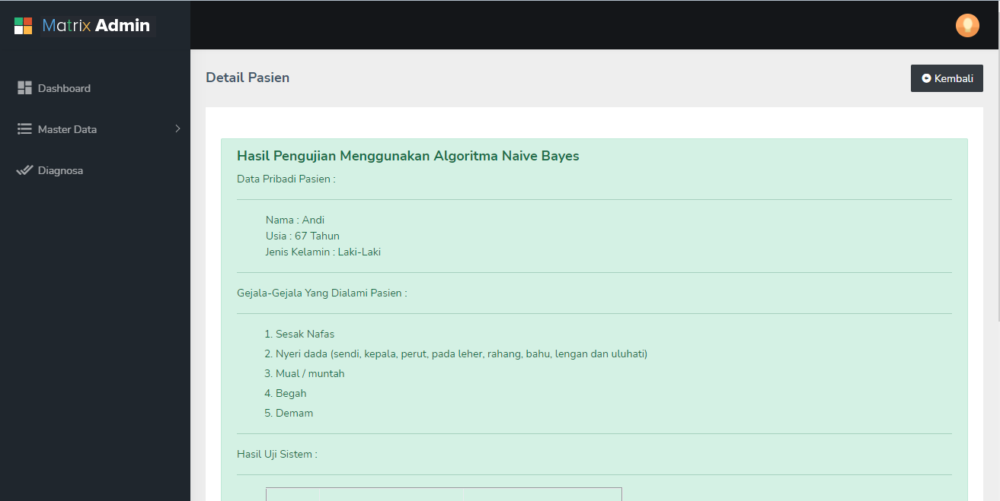 Matrix Admin
Dashboard
Master Data
Diagnosa
Detail Pasien
Kembali
Hasil Pengujian Menggunakan Algoritma Naive Bayes
Data Pribadi Pasien :
Nama : Andi
Usia : 67 Tahun
Jenis Kelamin : Laki-Laki
Gejala-Gejala Yang Dialami Pasien :
1. Sesak Nafas
2. Nyeri dada (sendi, kepala, perut, pada leher, rahang, bahu, lengan dan uluhati)
3. Mual / muntah
4. Begah
5. Demam
Hasil Uji Sistem :